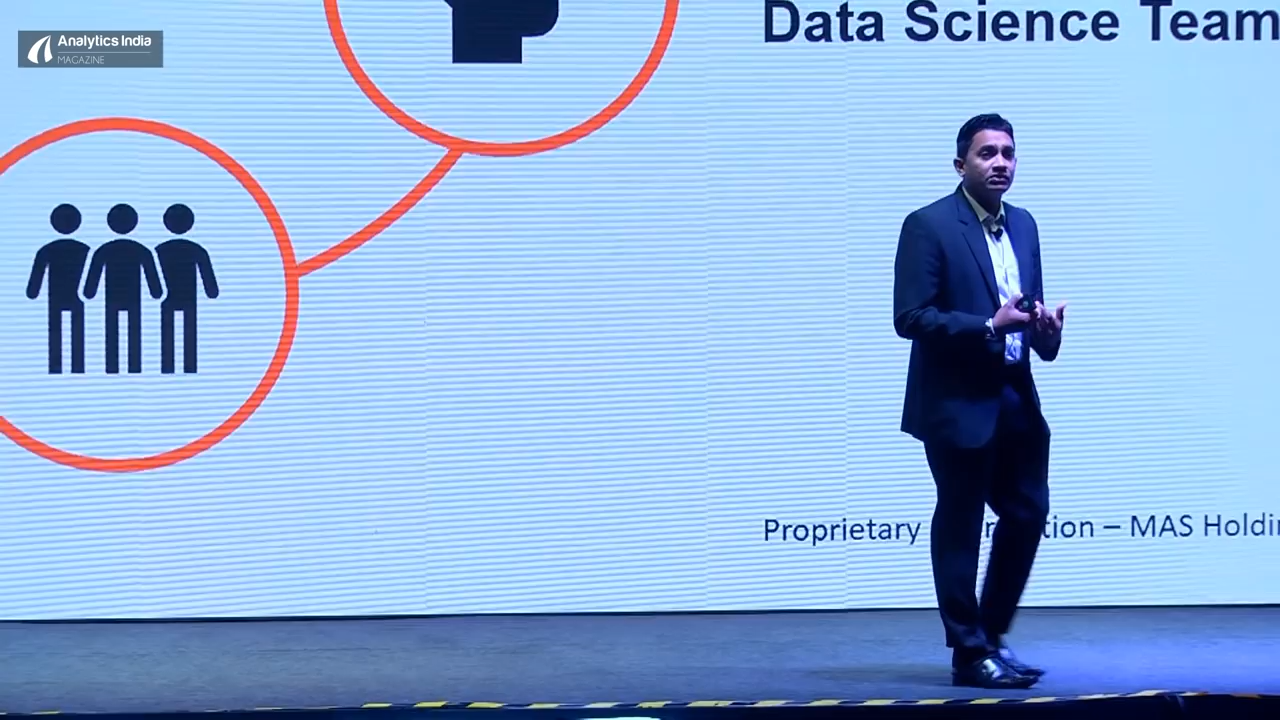 Analytics India
MAGAZINE
Data Science Team
Proprietary
tion – MAS Holdi